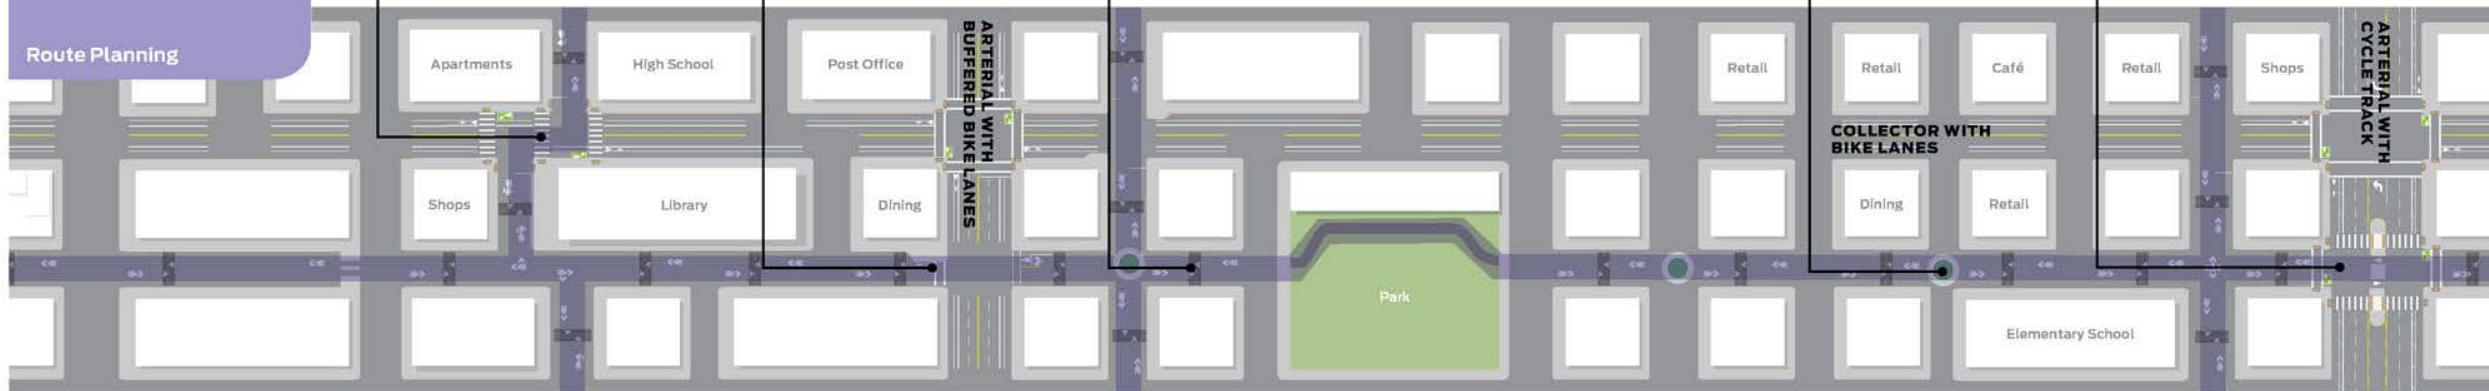 Route Planning
Apartments
High School
Post Office
ARTERIAL WITH
BUFFERED BIKE LANES
Retail
Retail
Café
Retail
Shops
ARTERIAL WITH
CYCLE TRACK
COLLECTOR WITH
BIKE LANES
Shops
Library
Dining
Dining
Retail
Park
Elementary School